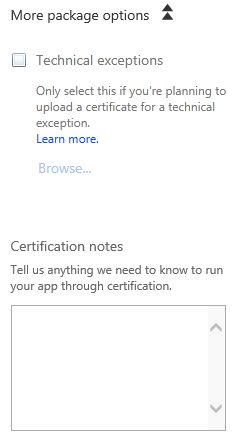 More package options
Technical exceptions
Only select this if you're planning to
upload a certificate for a technical
exception.
Learn more.
Browse...
Certification notes
Tell us anything we need to know to run
your app through certification.